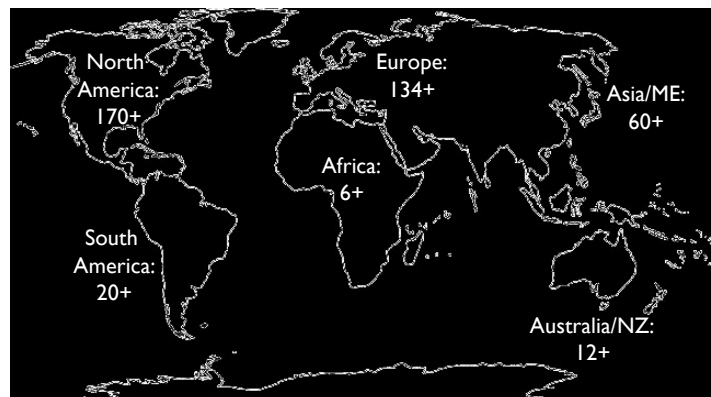 North
America:
170+
Europe:
134+
Asia/ME:
60+
Africa:
6+
South
America:
20+
Australia/NZ:
12+